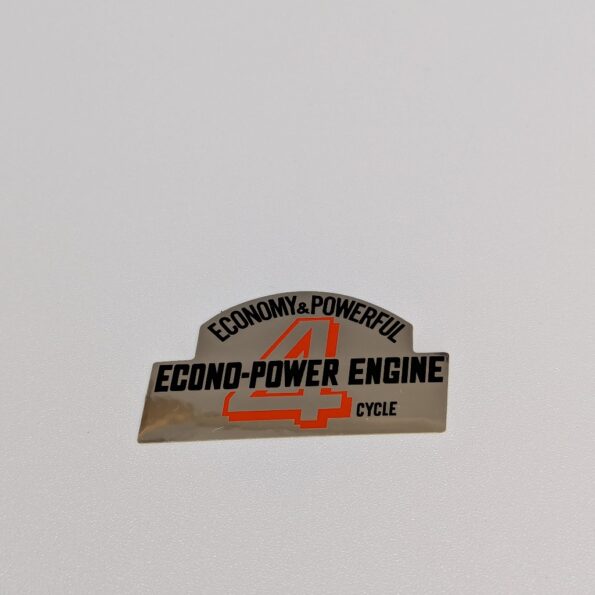 ECONOMY & POWERFUL
4
ECONO-POWER ENGINE
CYCLE